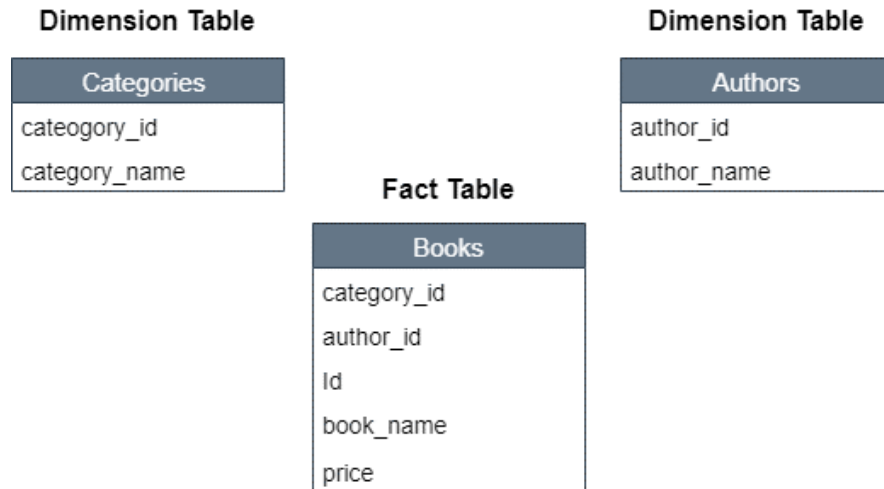 Dimension Table
Categories
cateogory_id
category_name
Dimension Table
Authors
author_id
author_name
Fact Table
Books
category_id
author_id
Id
book_name
price